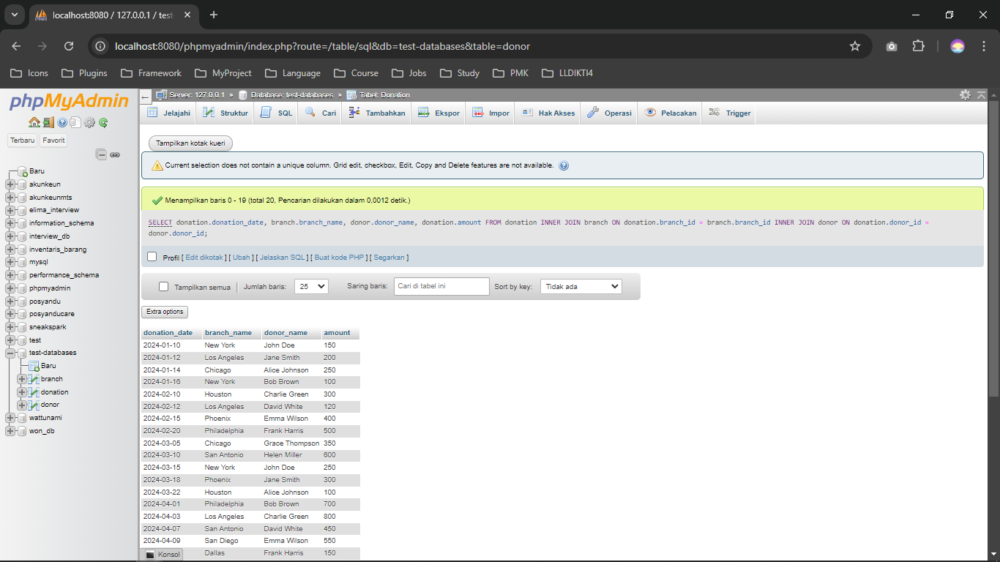 localhost:8080 / 127.0.0.1 / test-
localhost:8080/phpmyadmin/index.php?route=/table/sql&db=test-databases&table=donor
Icons Plugins Framework MyProject Language Course Jobs Study PMK LLDIKTI4
phpMyAdmin
Terbaru Favorit
Baru
akunkeun
akunkeunmts
elima_interview
information_schema
interview_db
inventaris_barang
mysql
performance_schema
phpmyadmin
posyandu
posyanducare
sneakspark
test
test-databases
Baru
branch
donation
donor
wattunami
won_db
Server: 127.0.0.1 » Database: test-databases » Tabel: Donation
Jelajahi Struktur SQL Cari Tambahkan Ekspor Impor Hak Akses Operasi Pelacakan Trigger
Tampilkan kotak kueri
Current selection does not contain a unique column. Grid edit, checkbox, Edit, Copy and Delete features are not available.
Menampilkan baris 0 - 19 (total 20, Pencarian dilakukan dalam 0,0012 detik.)
SELECT donation.donation_date, branch.branch_name, donor.donor_name, donation.amount FROM donation INNER JOIN branch ON donation.branch_id = branch.branch_id INNER JOIN donor ON donation.donor_id =
donor.donor_id;
Profil [ Edit dikotak ] [ Ubah ] [ Jelaskan SQL ] [ Buat kode PHP ] [ Segarkan ]
Tampilkan semua | Jumlah baris: 25 Saring baris: Cari di tabel ini Sort by key: Tidak ada
Extra options
donation_date branch_name donor_name amount
2024-01-10 New York John Doe 150
2024-01-12 Los Angeles Jane Smith 200
2024-01-14 Chicago Alice Johnson 250
2024-01-16 New York Bob Brown 100
2024-02-10 Houston Charlie Green 300
2024-02-12 Los Angeles David White 120
2024-02-15 Phoenix Emma Wilson 400
2024-02-20 Philadelphia Frank Harris 500
2024-03-05 Chicago Grace Thompson 350
2024-03-10 San Antonio Helen Miller 600
2024-03-15 New York John Doe 250
2024-03-18 Phoenix Jane Smith 300
2024-03-22 Houston Alice Johnson 100
2024-04-01 Philadelphia Bob Brown 700
2024-04-03 Los Angeles Charlie Green 800
2024-04-07 San Antonio David White 450
2024-04-09 San Diego Emma Wilson 550
Konsol Dallas Frank Harris 150